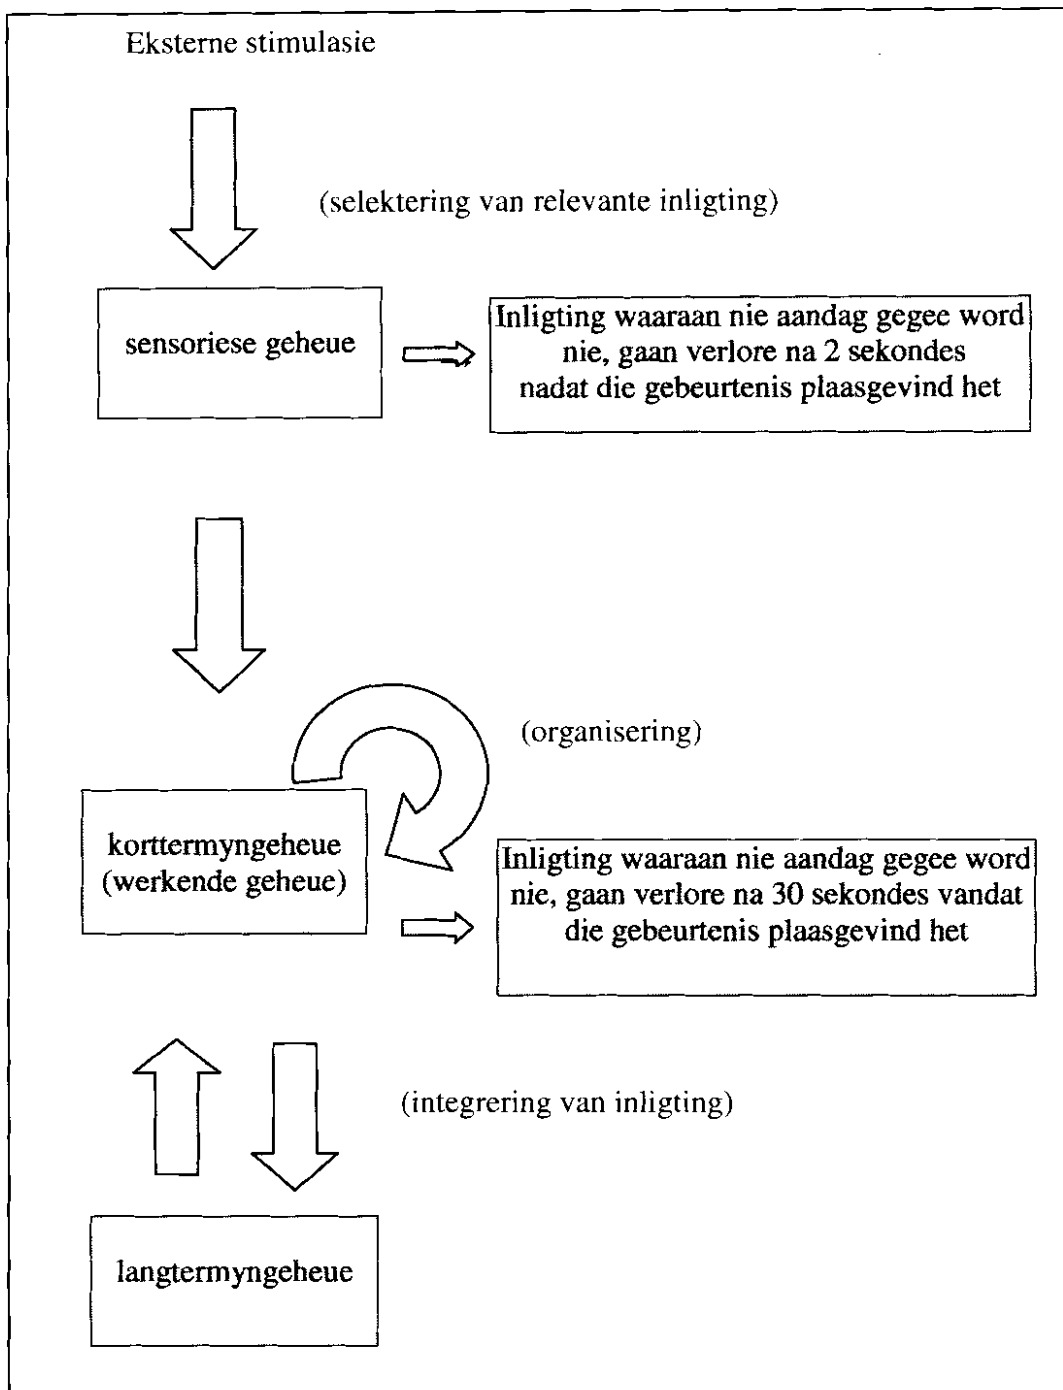 Eksterne stimulasie
(selektering van relevante inligting)
sensoriese geheue
Inligting waaraan nie aandag gegee word
nie, gaan verlore na 2 sekondes
nadat die gebeurtenis plaasgevind het
(organisering)
korttermyngeheue
(werkende geheue)
Inligting waaraan nie aandag gegee word
nie, gaan verlore na 30 sekondes vandat
die gebeurtenis plaasgevind het
(integrering van inligting)
langtermyngeheue